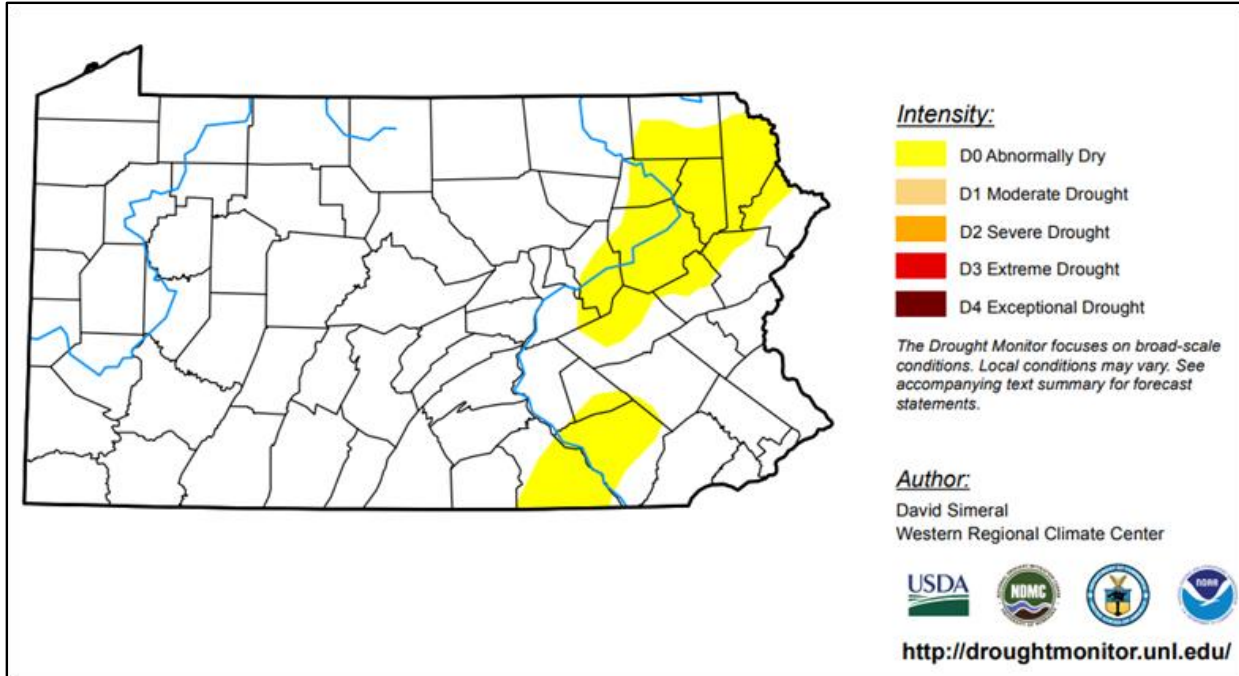 Intensity:
D0 Abnormally Dry
D1 Moderate Drought
D2 Severe Drought
D3 Extreme Drought
D4 Exceptional Drought
The Drought Monitor focuses on broad-scale
conditions. Local conditions may vary. See
accompanying text summary for forecast
statements.
Author:
David Simeral
Western Regional Climate Center
USDA
NDMC
NOAA
http://droughtmonitor.unl.edu/